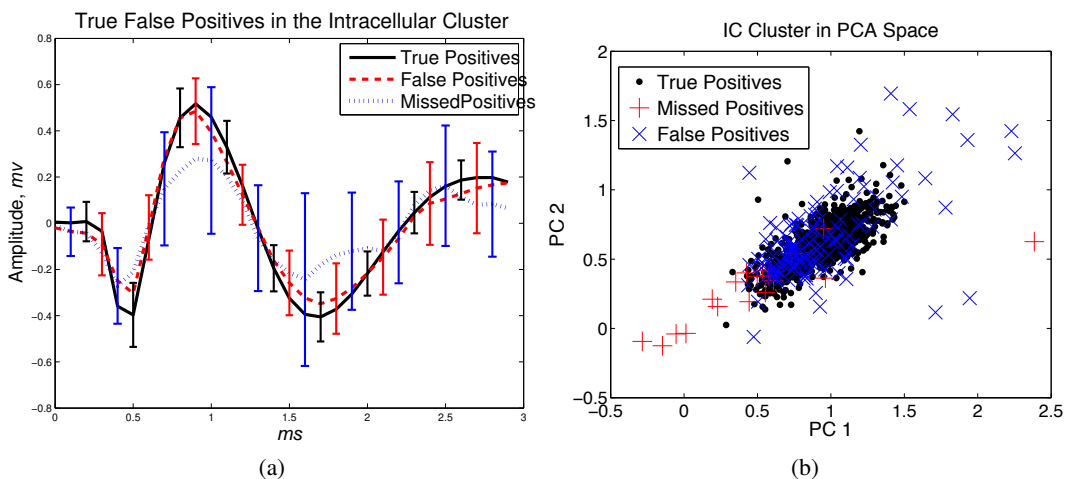 True False Positives in the Intracellular Cluster
0.8
0.6
0.4
0.2
0
−0.2
−0.4
−0.6
−0.8
Amplitude, mv
True Positives
False Positives
MissedPositives
0 0.5 1 1.5 2 2.5 3
ms
(a)
IC Cluster in PCA Space
2
1.5
1
0.5
0
−0.5
PC 2
True Positives
Missed Positives
False Positives
−0.5 0 0.5 1 1.5 2 2.5
PC 1
(b)